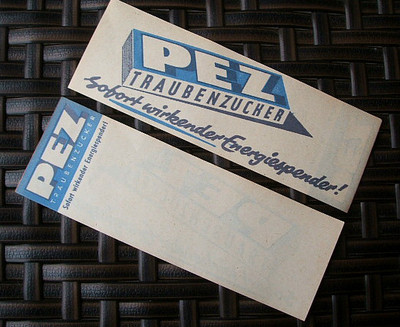 PEZ
TRAUBENZUCKER
Sofort wirkender Energiespender!
PEZ
TRAUBENZUCKER
Sofort wirkender Energiespender!